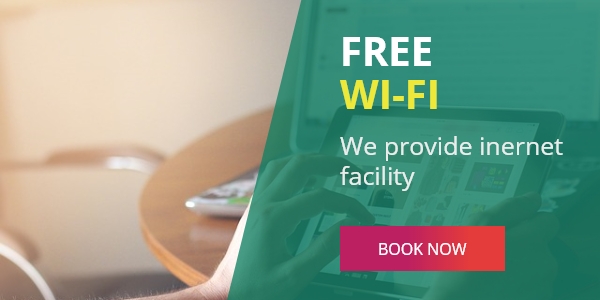 FREE
WI-FI
We provide inernet
facility
BOOK NOW